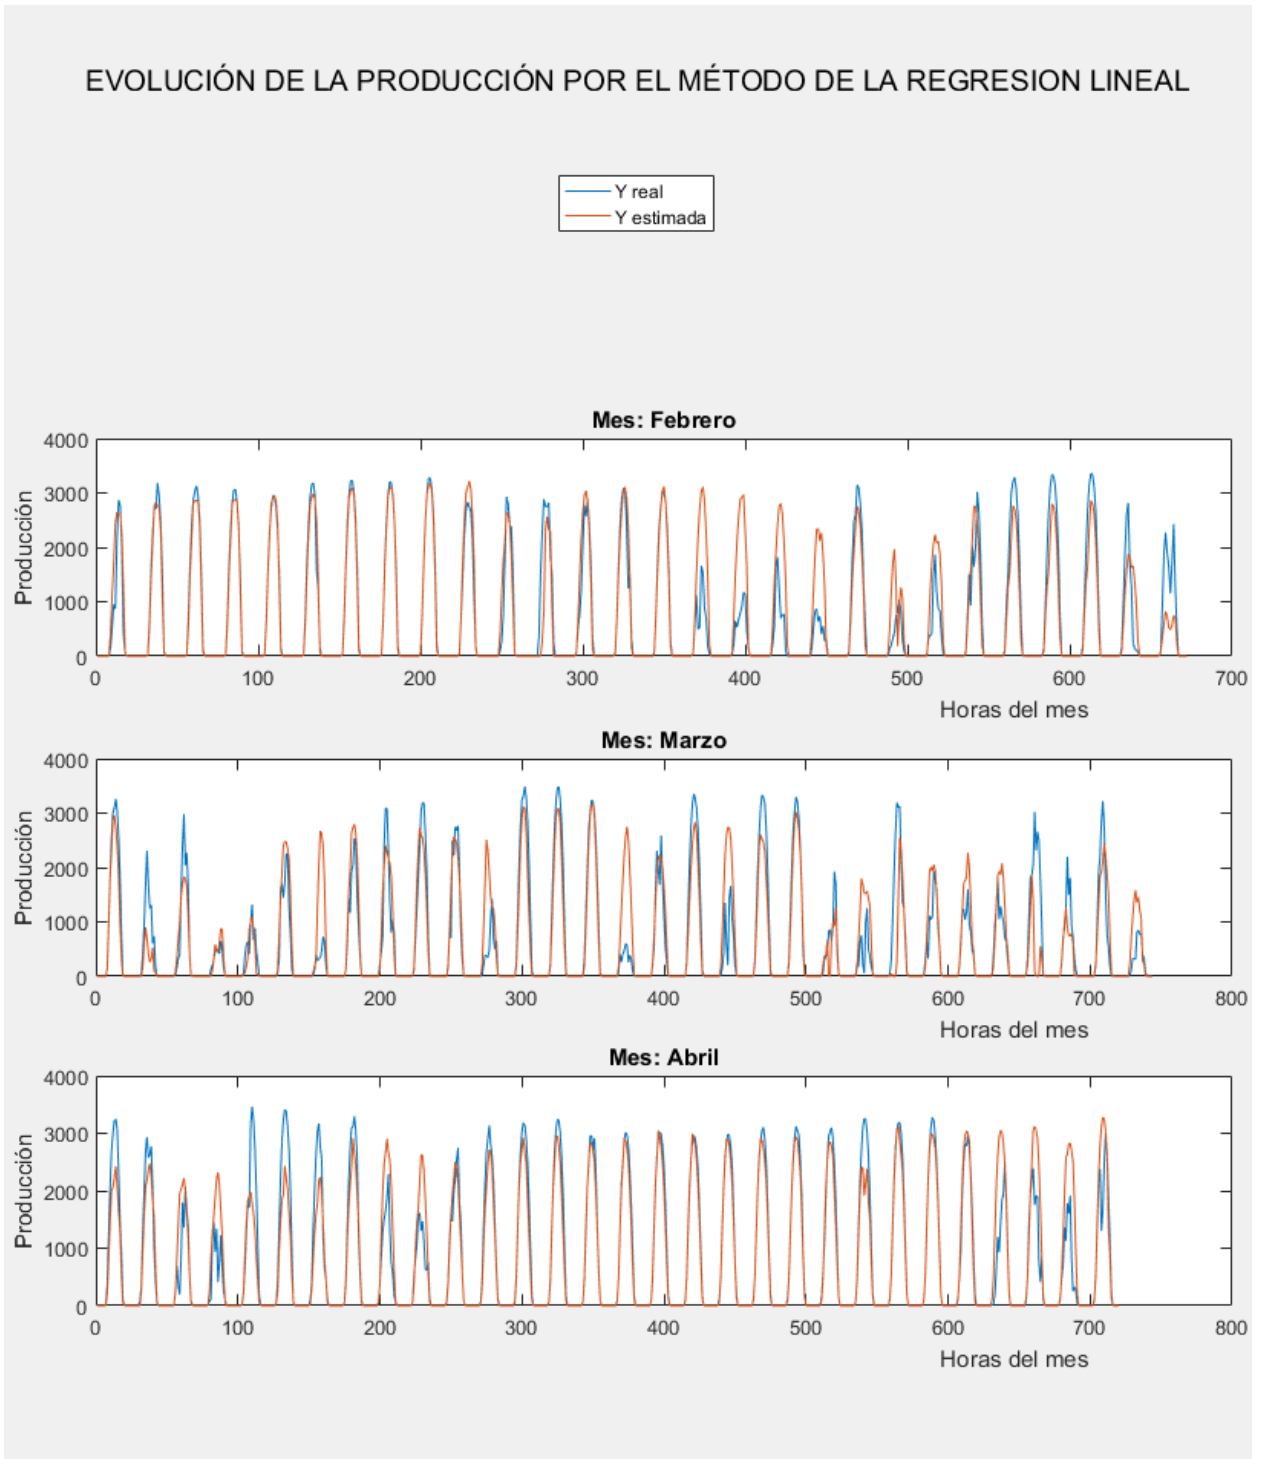 EVOLUCIÓN DE LA PRODUCCIÓN POR EL MÉTODO DE LA REGRESION LINEAL
Y real
Y estimada
Mes: Febrero
Producción
4000
3000
2000
1000
0
0 100 200 300 400 500 600 700
Horas del mes
Mes: Marzo
Producción
4000
3000
2000
1000
0
0 100 200 300 400 500 600 700 800
Horas del mes
Mes: Abril
Producción
4000
3000
2000
1000
0
0 100 200 300 400 500 600 700 800
Horas del mes